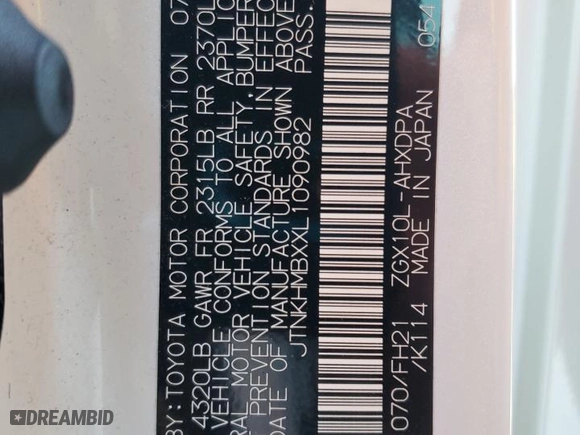 BY:TOYOTA MOTOR CORPORATION 07
4320LB GAWR FR 2315LB RR 2370L
VEHICLE CONFORMS TO ALL APPLIC
RAL MOTOR VEHICLE SAFETY, BUMPER
PREVENTION STANDARDS IN EFFEC
DATE OF MANUFACTURE SHOWN ABOVE
JTNKHMBXXL1090982 PASS.
070/FH21 ZGX10L-AHXDPA 054
/K114 MADE IN JAPAN
DREAMBID